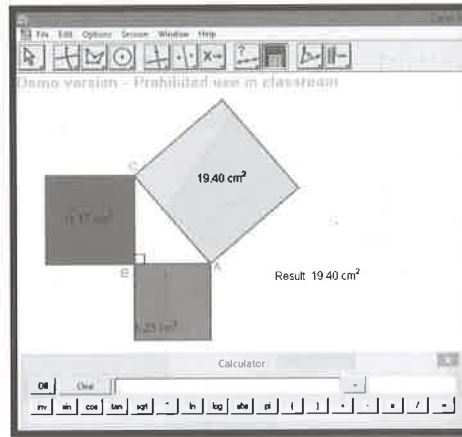 File Edit Options Session Window Help
Demo version - Prohibited use in classroom
C
19.40 cm²
B
A
Result 19.40 cm²
Calculator
Clear
inv sin cos tan sqrt ^ ln log abs pi ( ) + - x / =